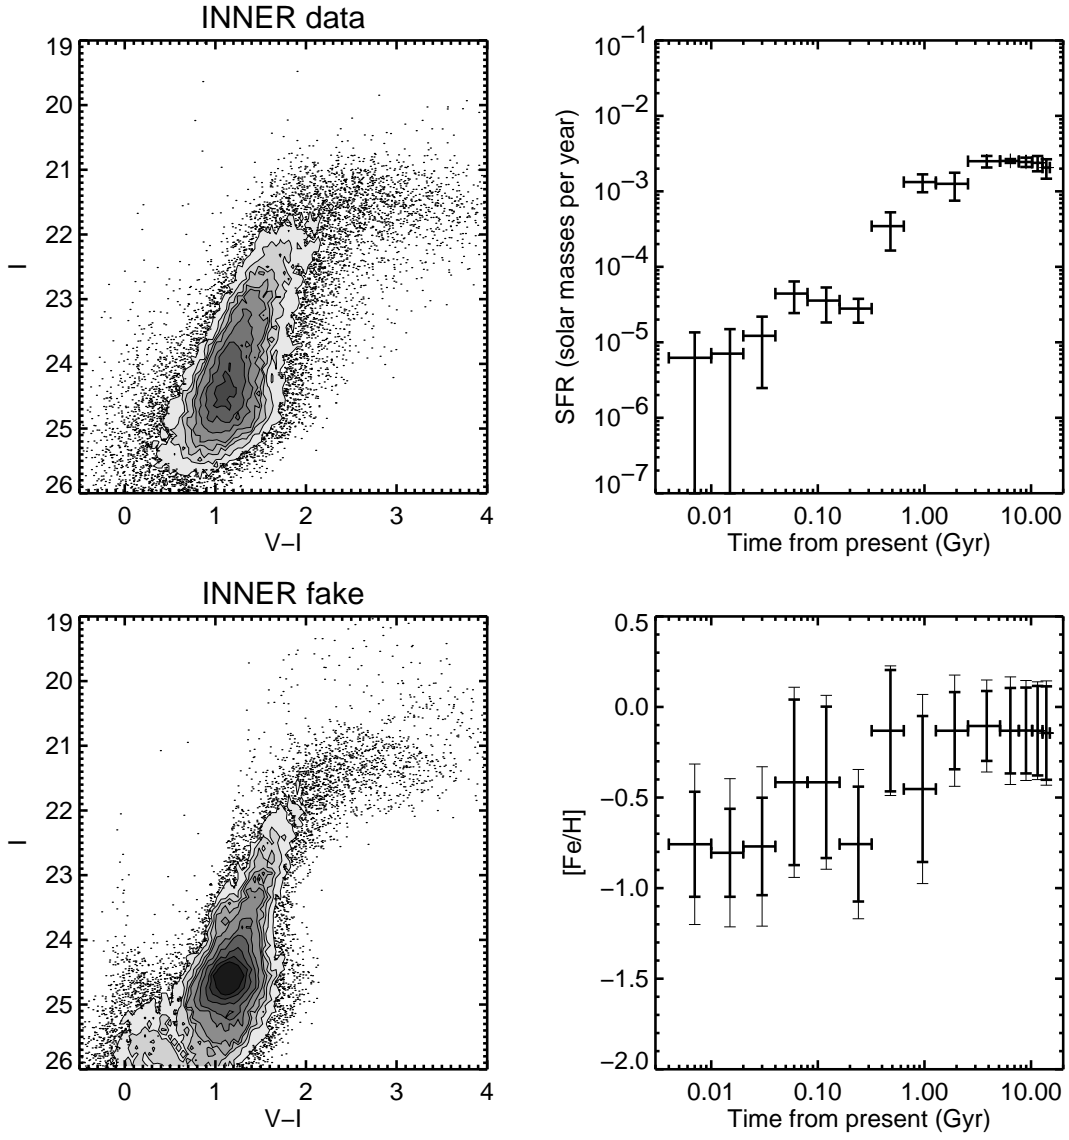 INNER data
19
20
21
22
23
24
25
26
I
0 1 2 3 4
V−I
10−1
10−2
10−3
10−4
10−5
10−6
10−7
SFR (solar masses per year)
0.01 0.10 1.00 10.00
Time from present (Gyr)
INNER fake
19
20
21
22
23
24
25
26
I
0 1 2 3 4
V−I
0.5
0.0
−0.5
−1.0
−1.5
−2.0
[Fe/H]
0.01 0.10 1.00 10.00
Time from present (Gyr)